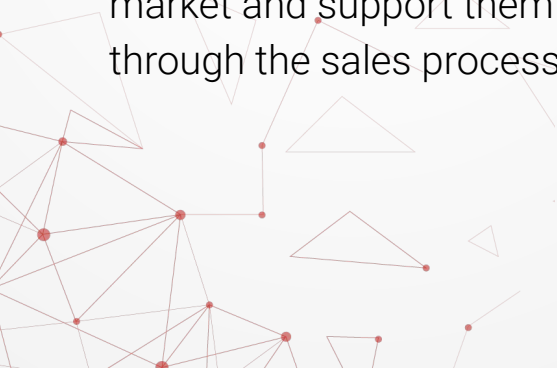 market and support them
through the sales process